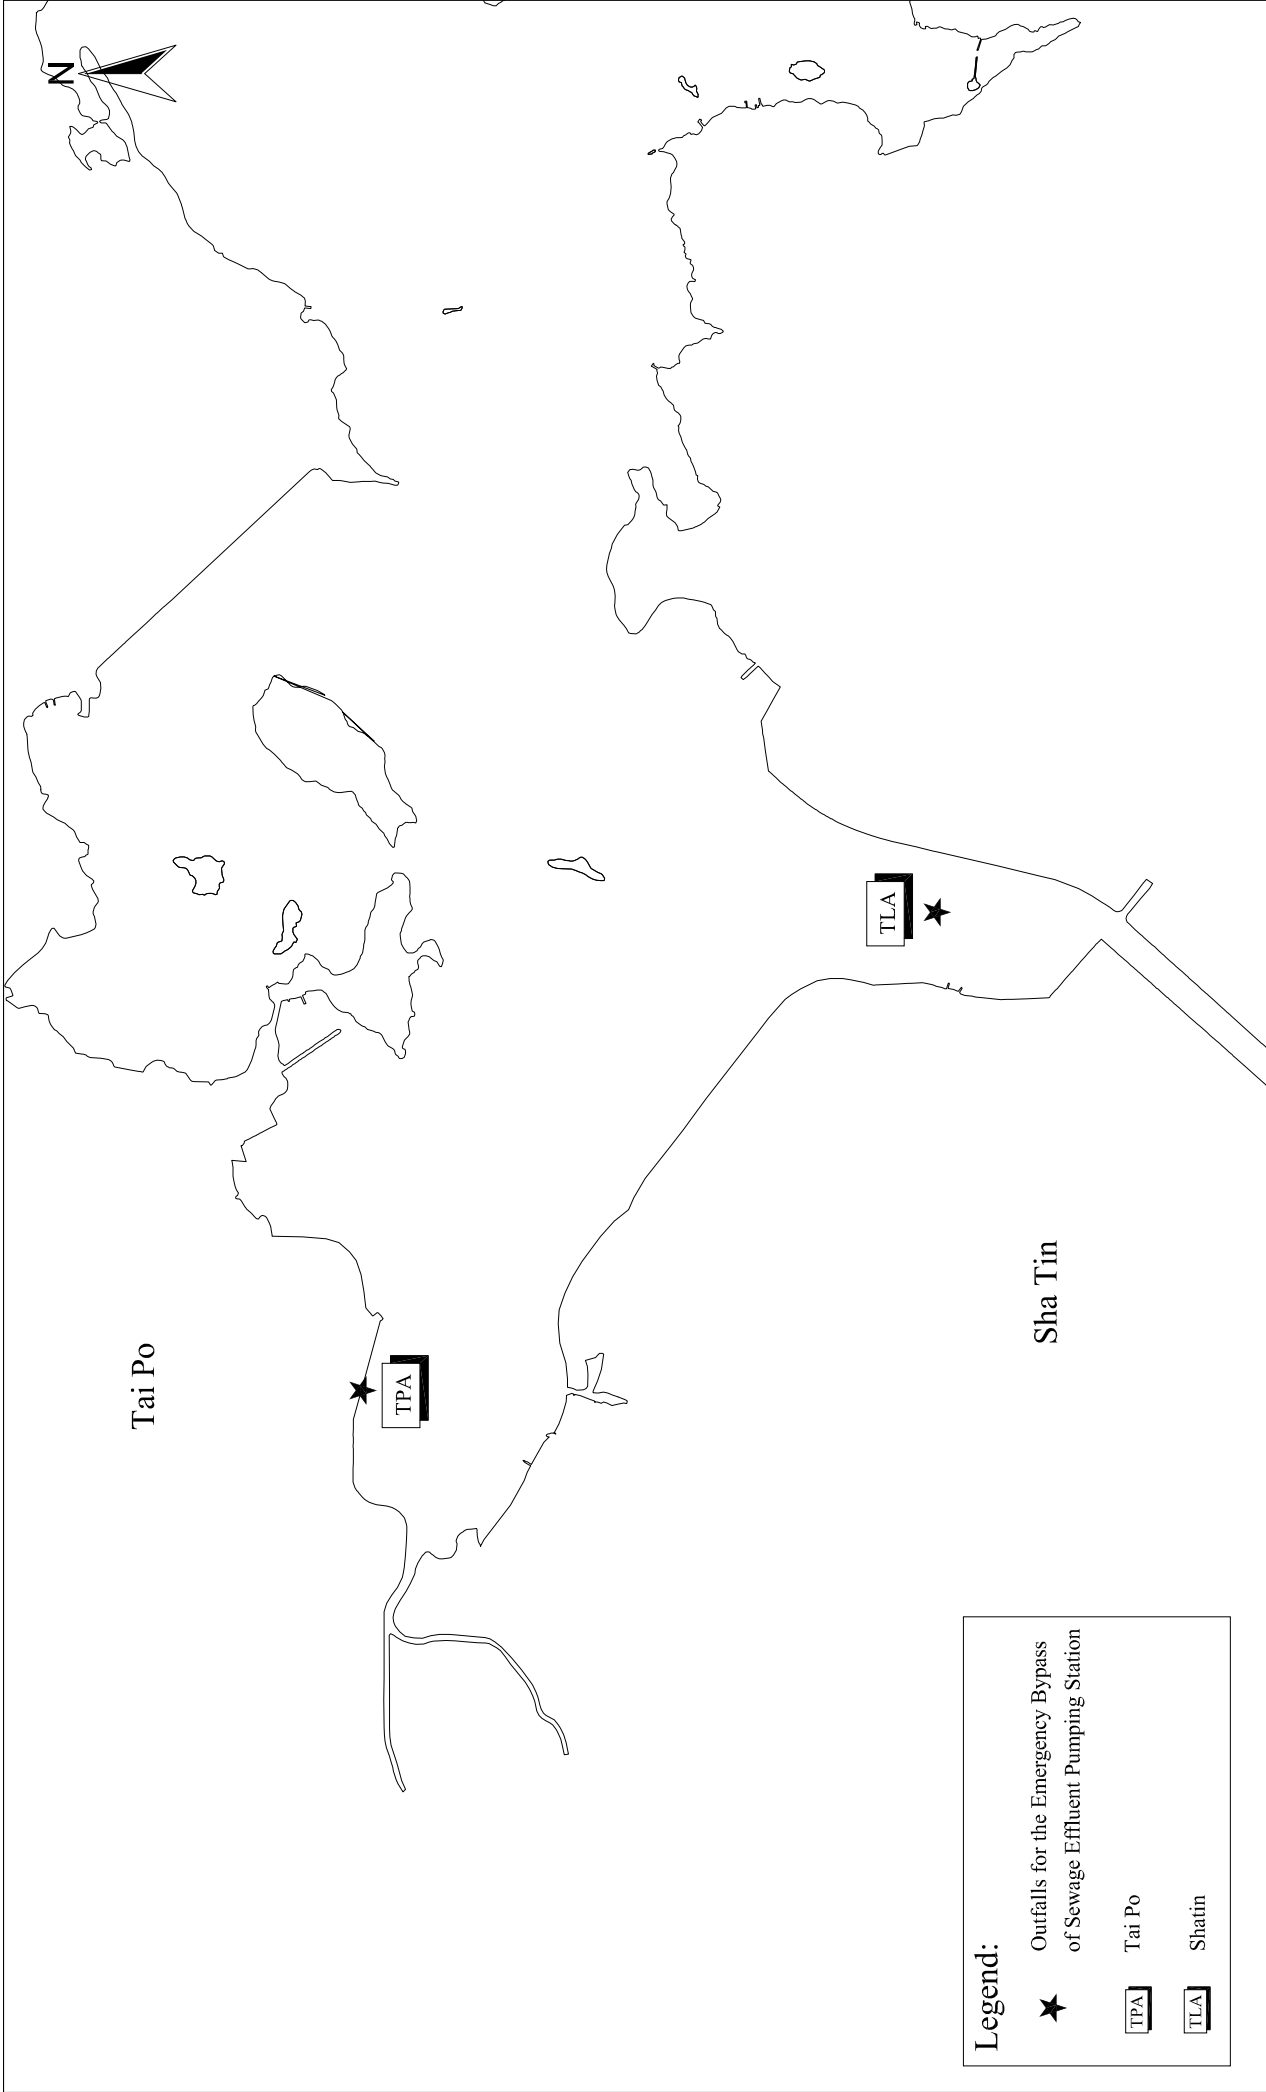 N
Tai Po
TPA
TLA
Sha Tin
Legend:
Outfalls for the Emergency Bypass
of Sewage Effluent Pumping Station
TPA Tai Po
TLA Shatin